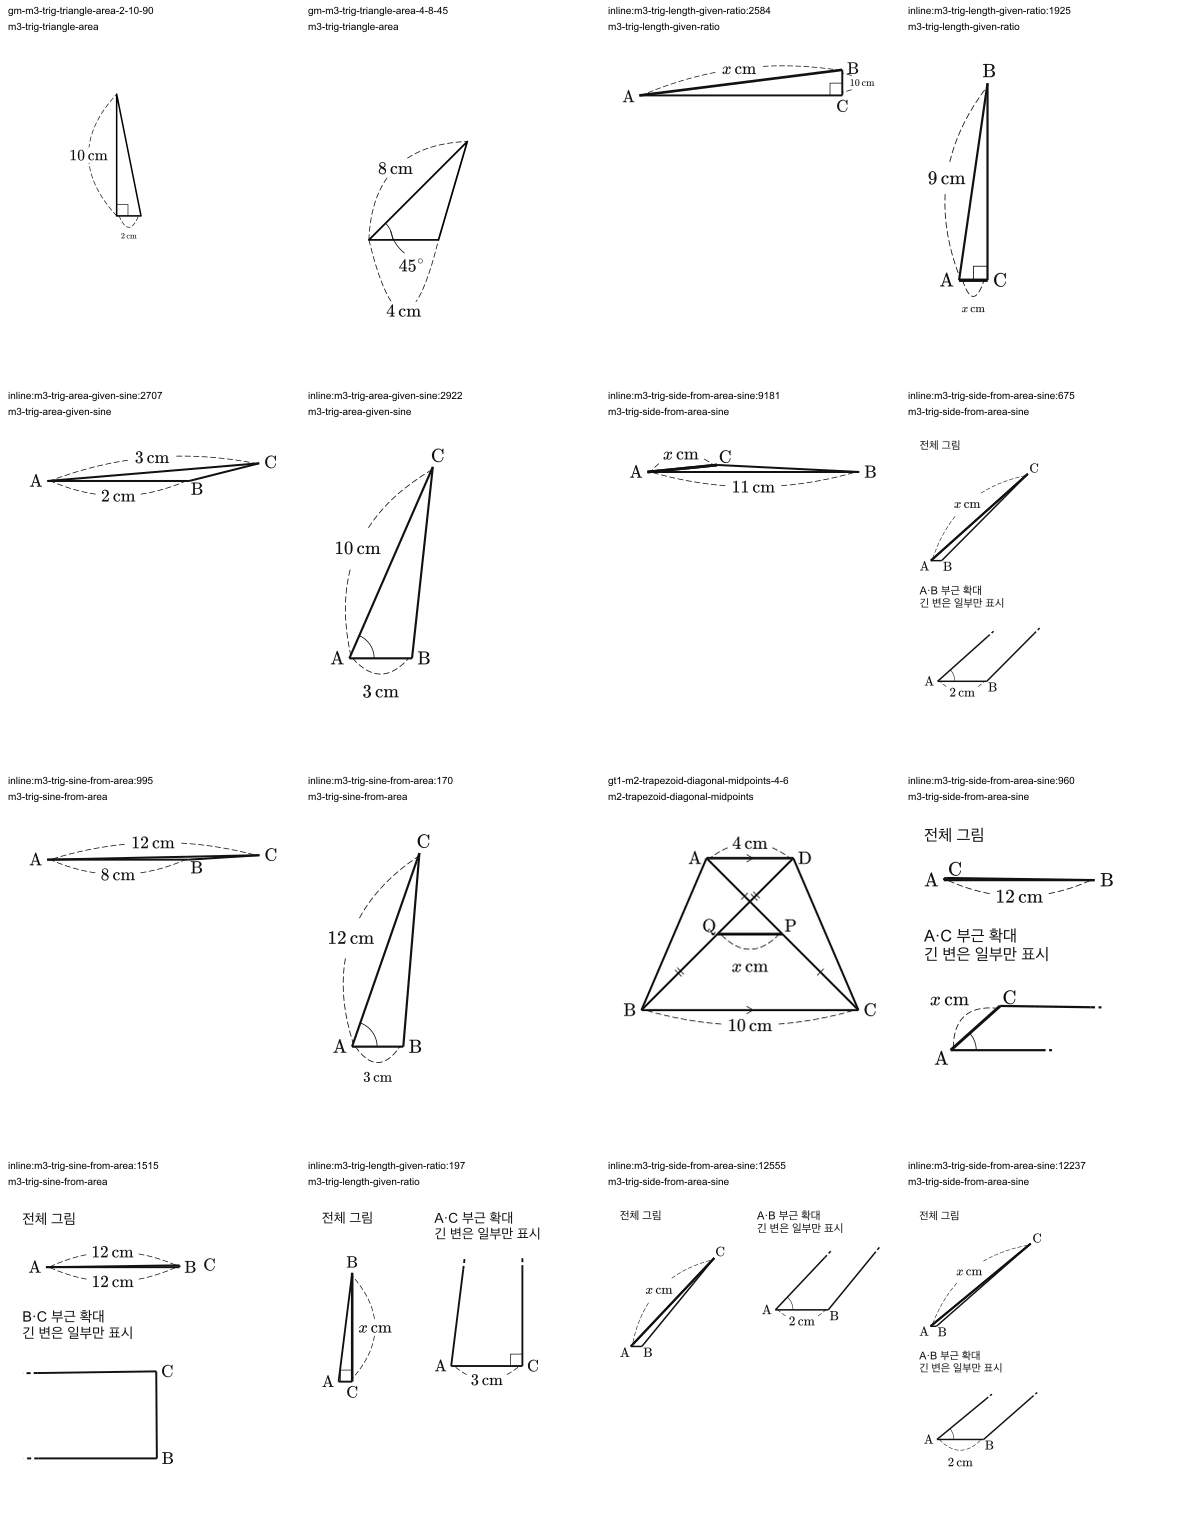 gm-m3-trig-triangle-area-2-10-90
m3-trig-triangle-area
10 cm
2 cm
gm-m3-trig-triangle-area-4-8-45
m3-trig-triangle-area
8 cm
45°
4 cm
inline:m3-trig-length-given-ratio:2584
m3-trig-length-given-ratio
x cm
B
10 cm
A
C
inline:m3-trig-length-given-ratio:1925
m3-trig-length-given-ratio
B
9 cm
A
C
x cm
inline:m3-trig-area-given-sine:2707
m3-trig-area-given-sine
3 cm
C
A
2 cm
B
inline:m3-trig-area-given-sine:2922
m3-trig-area-given-sine
C
10 cm
A
B
3 cm
inline:m3-trig-side-from-area-sine:9181
m3-trig-side-from-area-sine
x cm
C
A
B
11 cm
inline:m3-trig-side-from-area-sine:675
m3-trig-side-from-area-sine
전체 그림
C
x cm
A
B
A·B 부근 확대
긴 변은 일부만 표시
A
2 cm
B
inline:m3-trig-sine-from-area:995
m3-trig-sine-from-area
12 cm
A
C
8 cm
B
inline:m3-trig-sine-from-area:170
m3-trig-sine-from-area
C
12 cm
A
B
3 cm
gt1-m2-trapezoid-diagonal-midpoints-4-6
m2-trapezoid-diagonal-midpoints
4 cm
A
D
Q
P
x cm
B
C
10 cm
inline:m3-trig-side-from-area-sine:960
m3-trig-side-from-area-sine
전체 그림
C
A
B
12 cm
A·C 부근 확대
긴 변은 일부만 표시
x cm
C
A
inline:m3-trig-sine-from-area:1515
m3-trig-sine-from-area
전체 그림
12 cm
A
B
C
12 cm
B·C 부근 확대
긴 변은 일부만 표시
C
B
inline:m3-trig-length-given-ratio:197
m3-trig-length-given-ratio
전체 그림
B
x cm
A
C
A·C 부근 확대
긴 변은 일부만 표시
A
C
3 cm
inline:m3-trig-side-from-area-sine:12555
m3-trig-side-from-area-sine
전체 그림
C
x cm
A
B
A·B 부근 확대
긴 변은 일부만 표시
A
2 cm
B
inline:m3-trig-side-from-area-sine:12237
m3-trig-side-from-area-sine
전체 그림
C
x cm
A
B
A·B 부근 확대
긴 변은 일부만 표시
A
B
2 cm